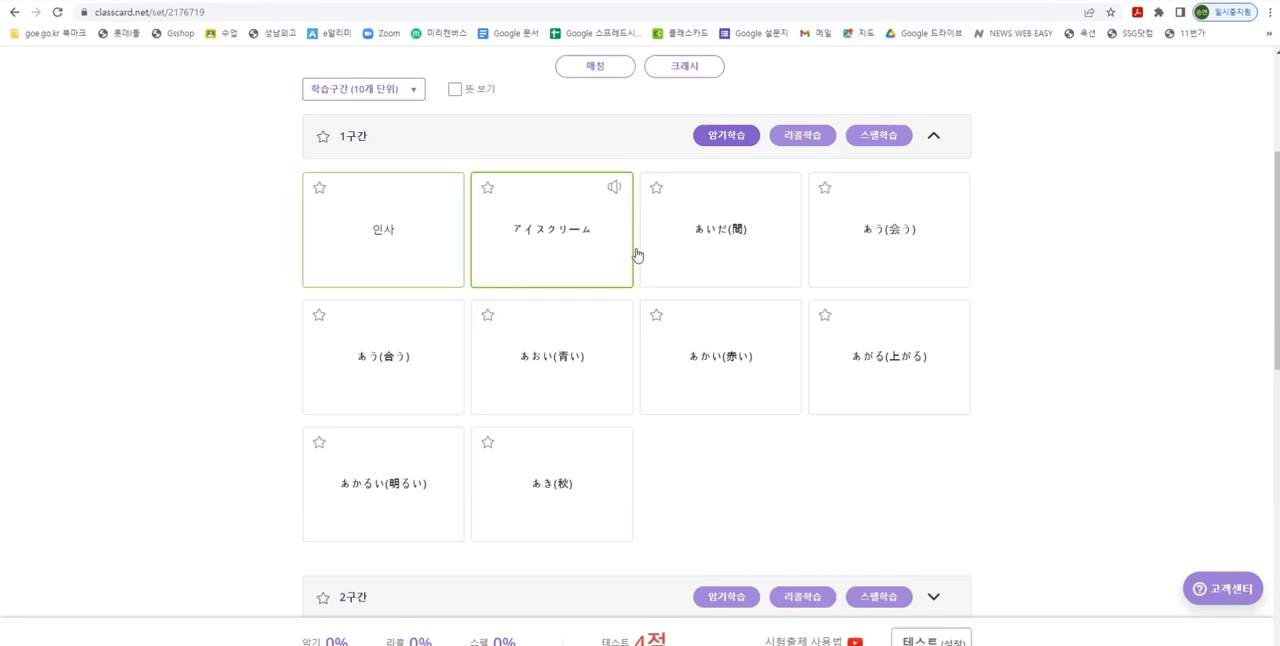 classcard.net/set/2176719
승연 일시중지됨
goe.go.kr 북마크 롯데i몰 Gsshop 수업 성남외고 e알리미 Zoom 미리캔버스 Google 문서 Google 스프레드시... 클래스카드 Google 설문지 메일 지도 Google 드라이브 NEWS WEB EASY 옥션 SSG닷컴 11번가 »
매칭 크래시
학습구간 (10개 단위) ▼ 뜻 보기
1구간 암기학습 리콜학습 스펠학습
인사 アイスクリーム あいだ(間) あう(会う)
あう(合う) あおい(青い) あかい(赤い) あがる(上がる)
あかるい(明るい) あき(秋)
2구간 암기학습 리콜학습 스펠학습
고객센터
암기 0% 리콜 0% 스펠 0% 테스트 4점 시험출제 사용법 테스트 (설정)